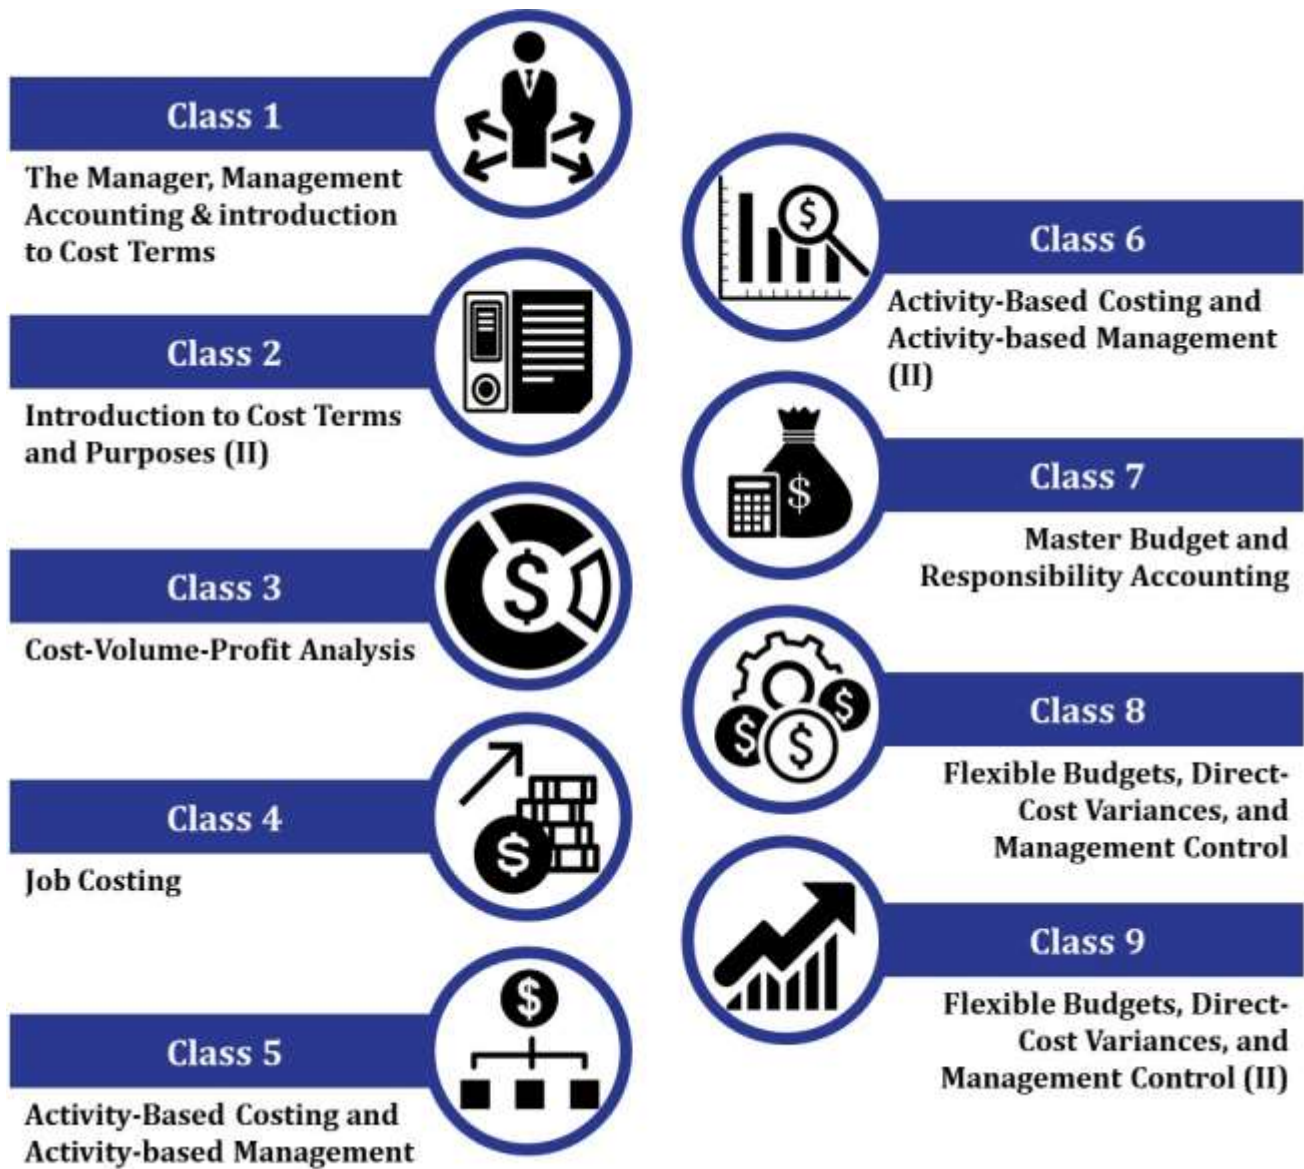 Class 1
The Manager, Management
Accounting & introduction
to Cost Terms
Class 2
Introduction to Cost Terms
and Purposes (II)
Class 3
Cost-Volume-Profit Analysis
Class 4
Job Costing
Class 5
Activity-Based Costing and
Activity-based Management
Class 6
Activity-Based Costing and
Activity-based Management
(II)
Class 7
Master Budget and
Responsibility Accounting
Class 8
Flexible Budgets, Direct-
Cost Variances, and
Management Control
Class 9
Flexible Budgets, Direct-
Cost Variances, and
Management Control (II)